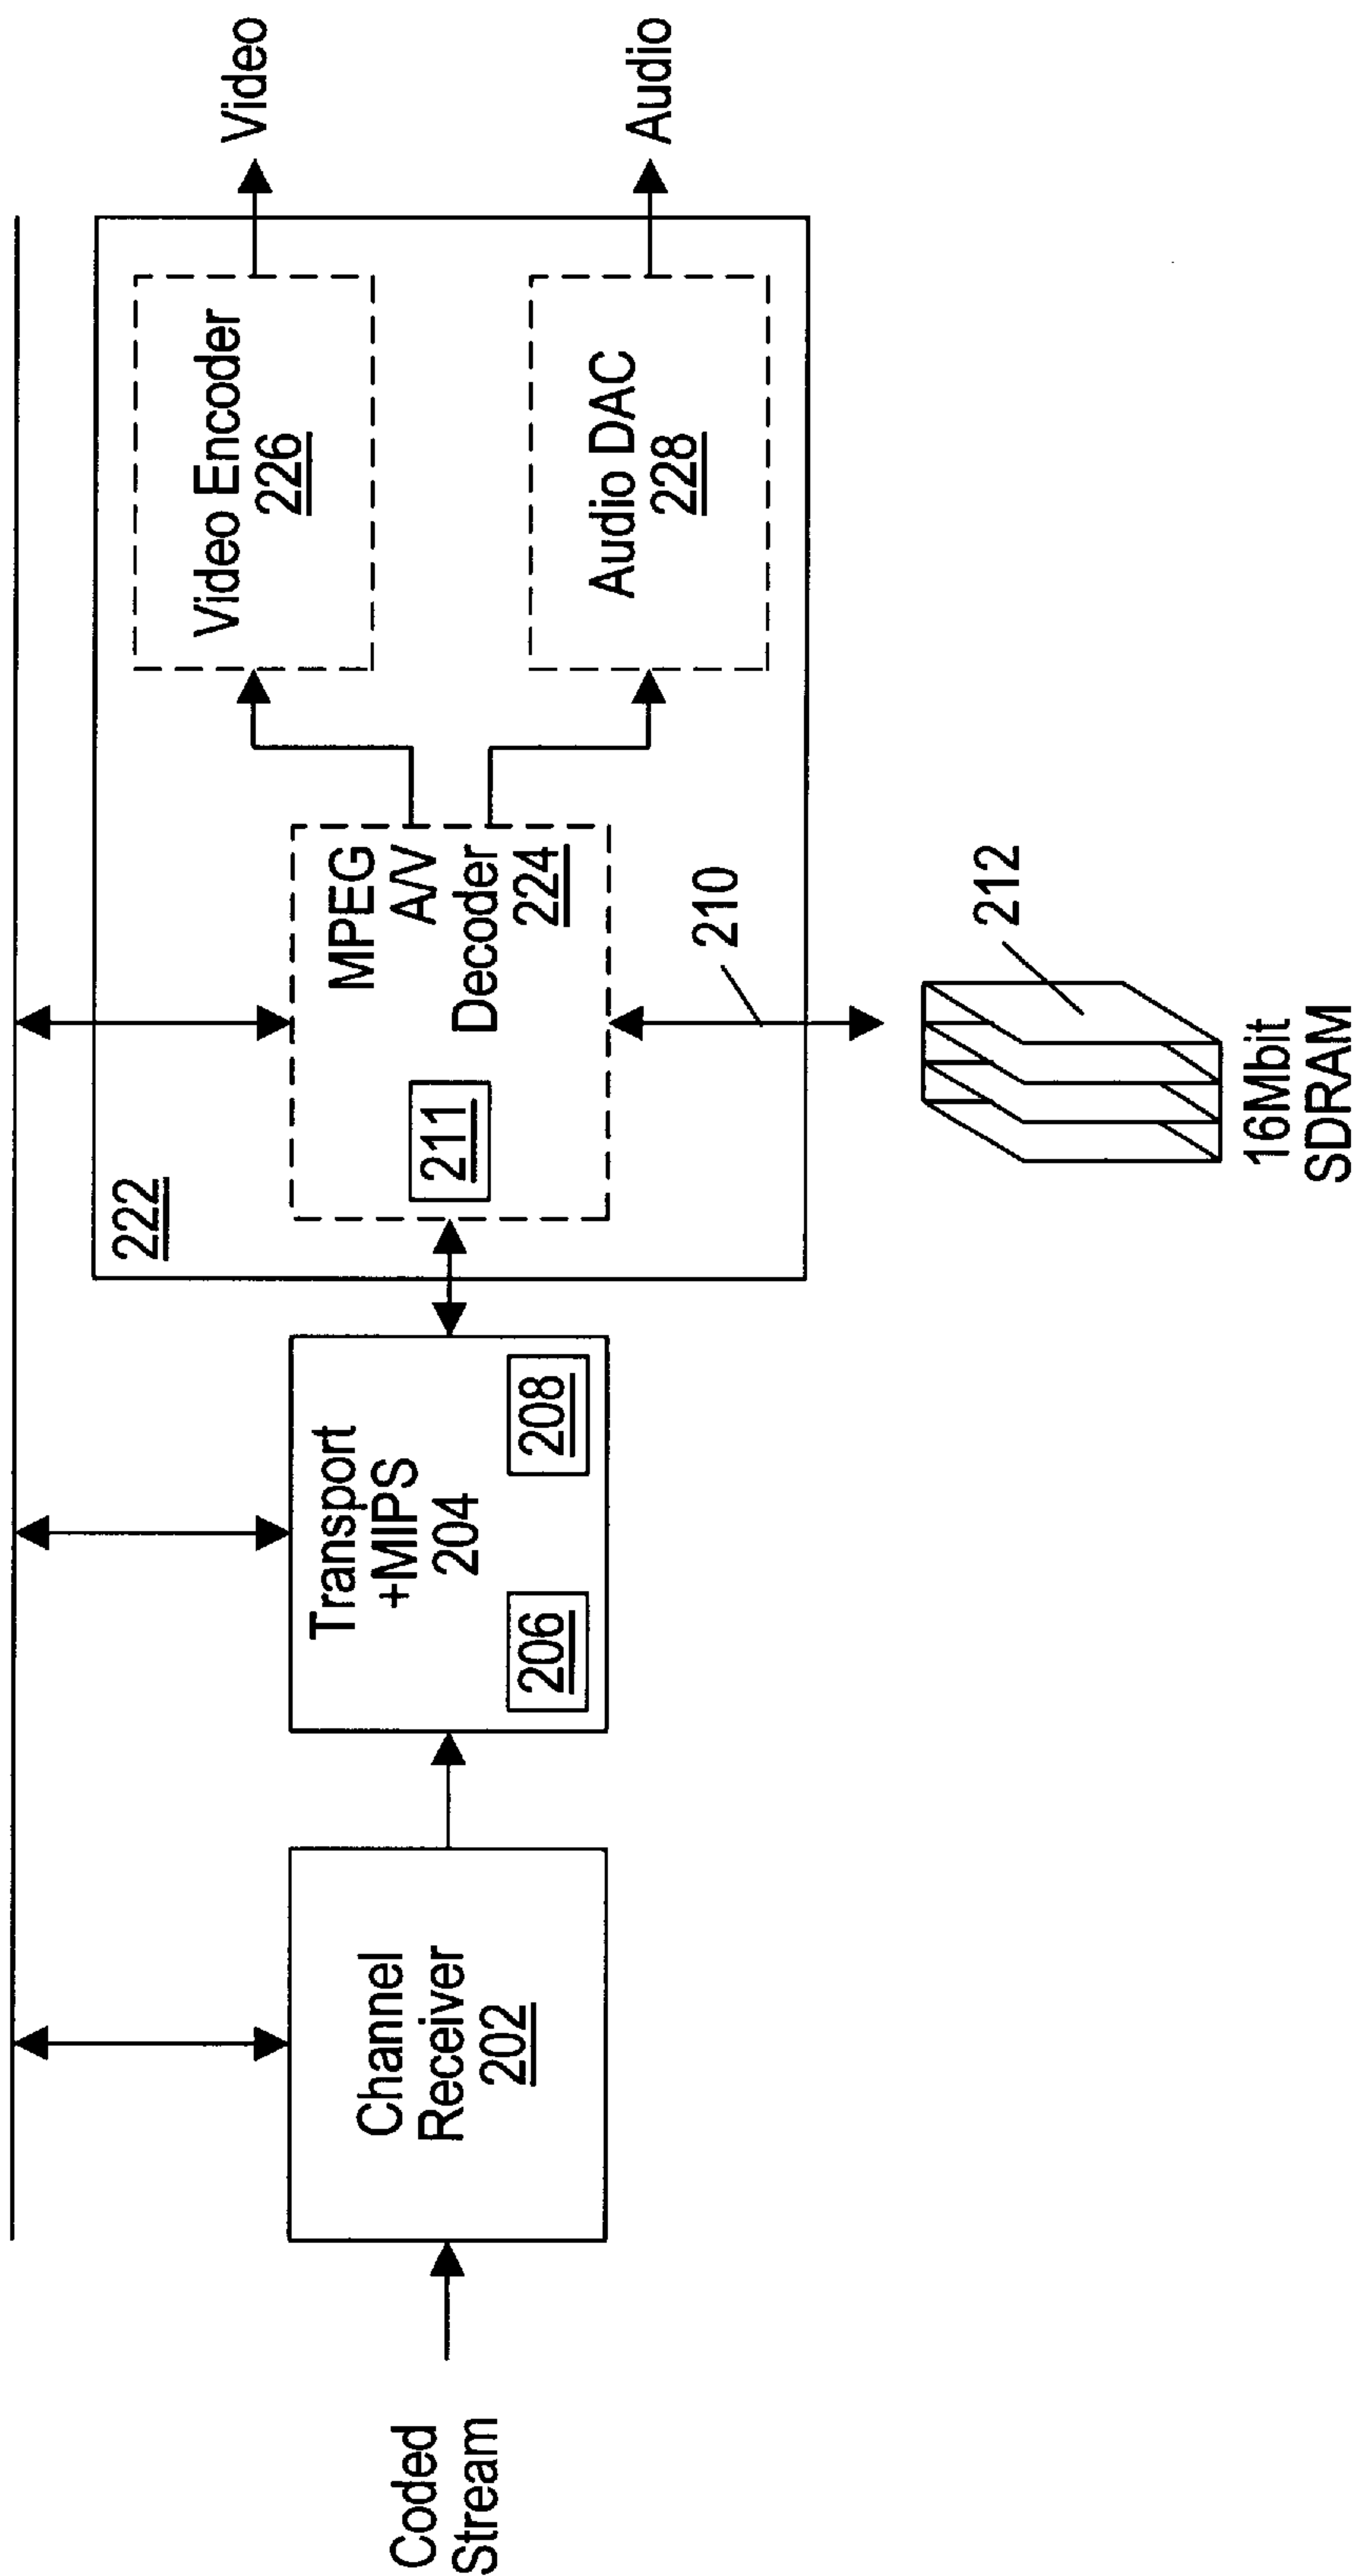 Coded
Stream
Channel
Receiver
202
Transport
+MIPS
204
206
208
222
MPEG
A/V
Decoder
224
211
Video Encoder
226
Audio DAC
228
Video
Audio
210
212
16Mbit
SDRAM